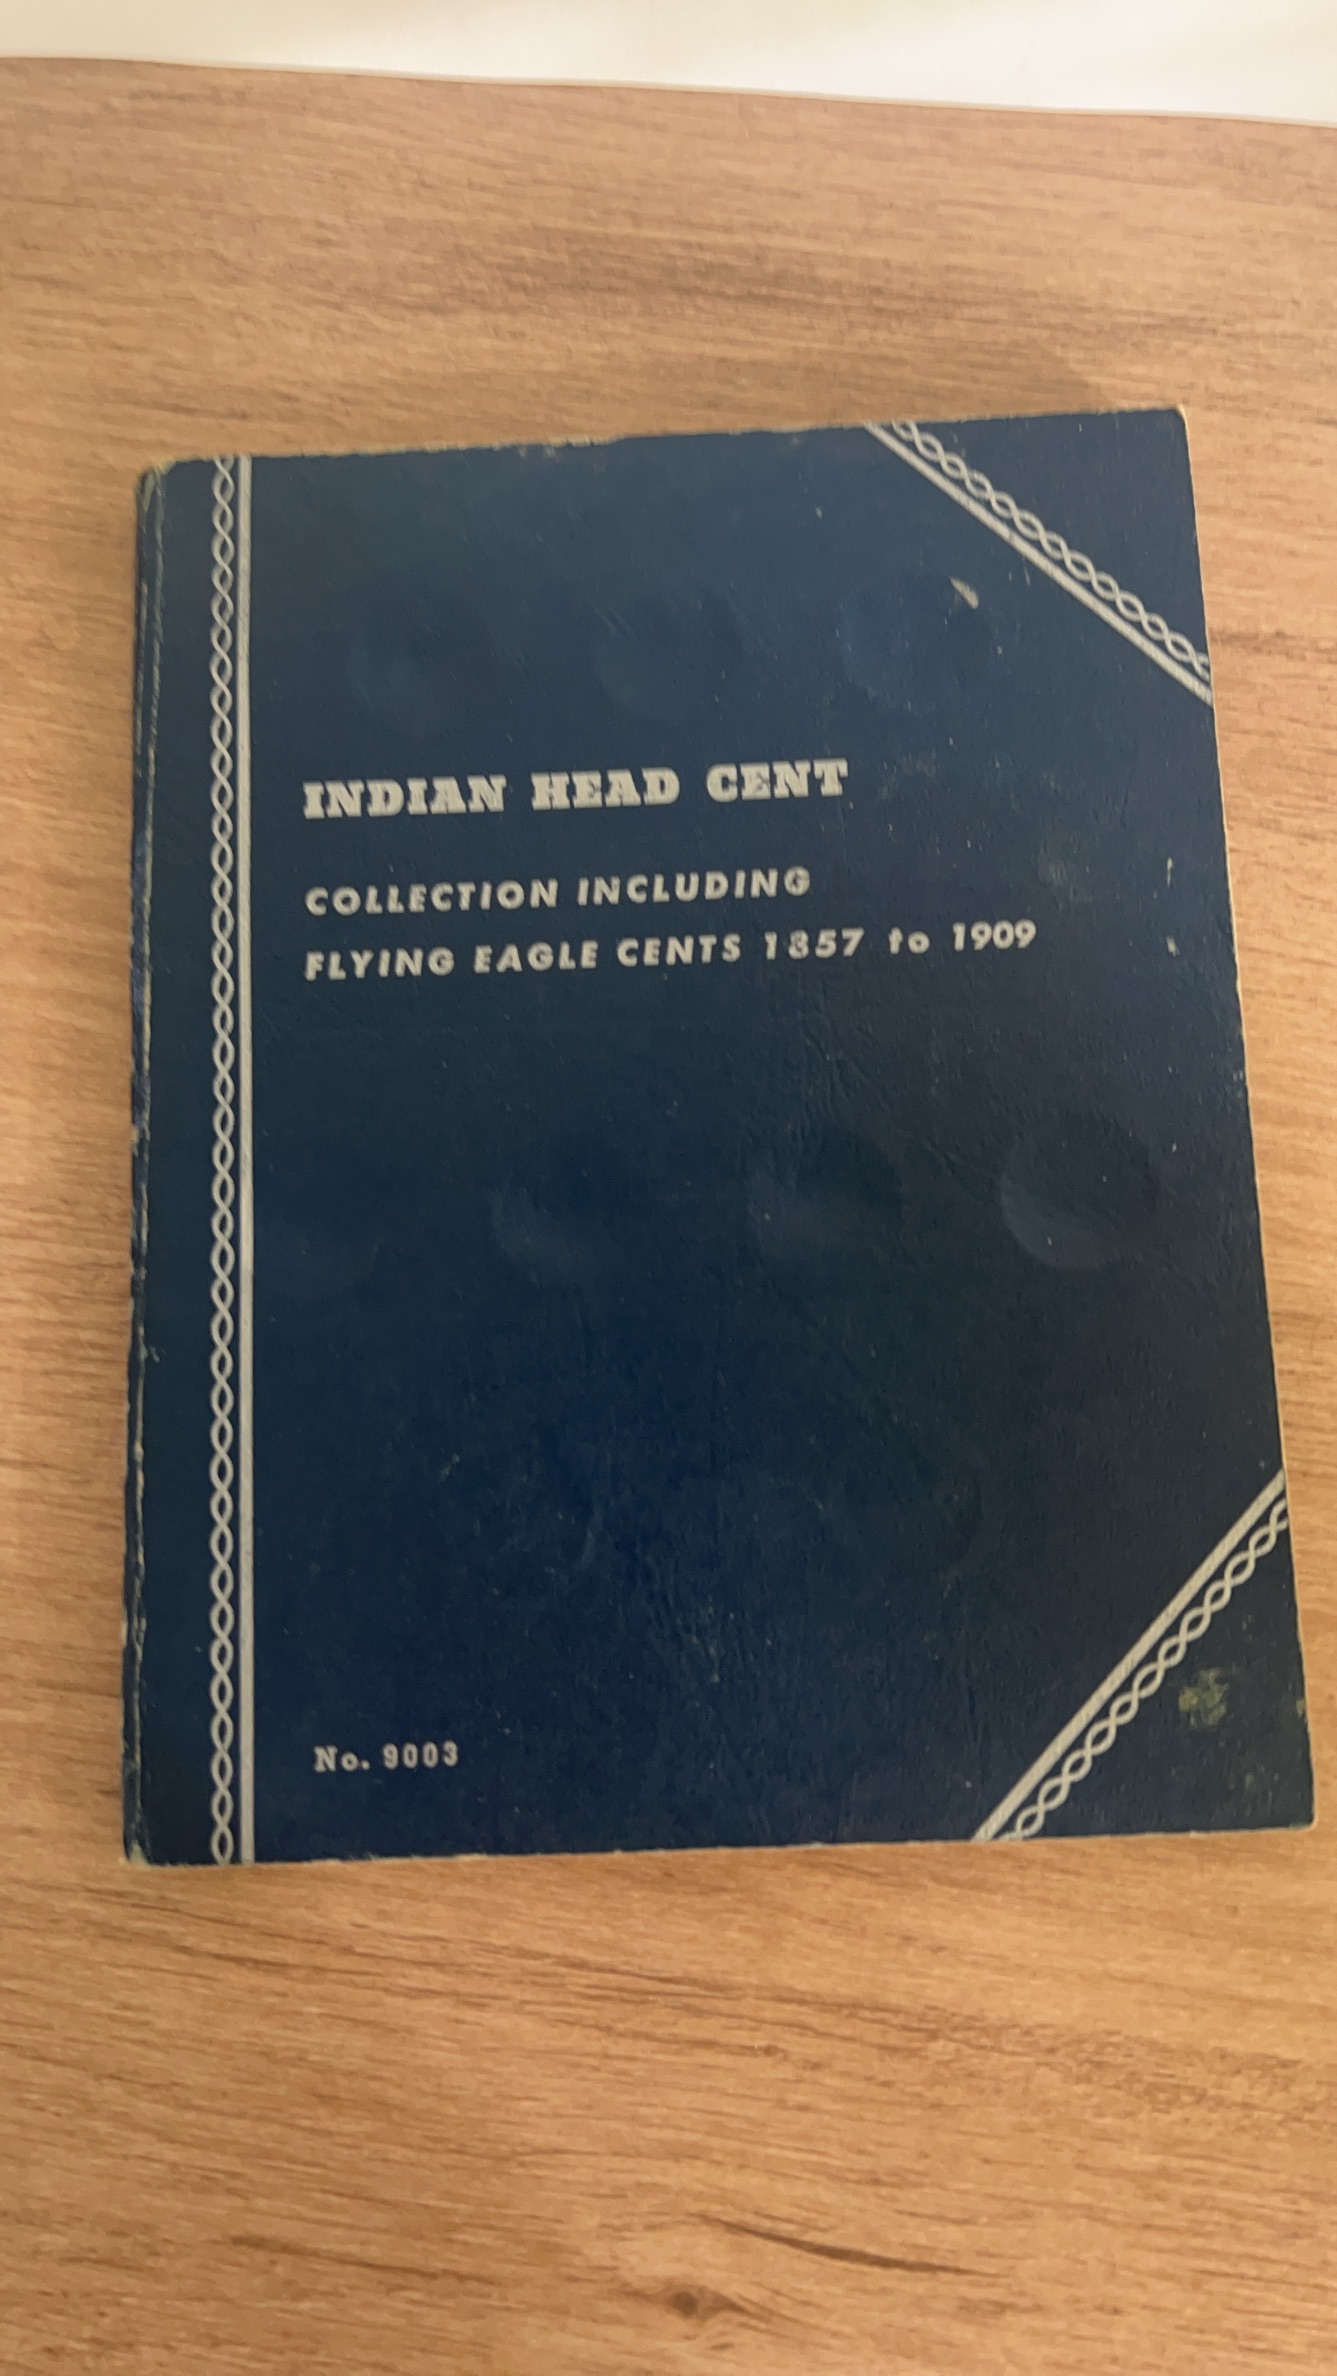 INDIAN HEAD CENT
COLLECTION INCLUDING
FLYING EAGLE CENTS 1857 to 1909
No. 9003